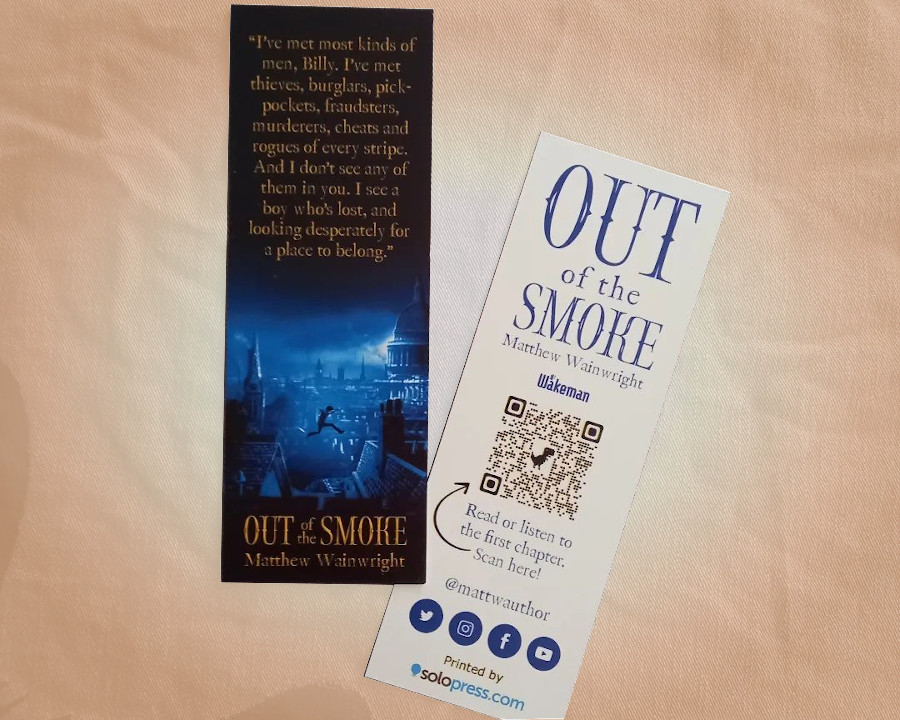 “I’ve met most kinds of
men, Billy. I’ve met
thieves, burglars, pick-
pockets, fraudsters,
murderers, cheats and
rogues of every stripe.
And I don’t see any of
them in you. I see a
boy who’s lost, and
looking desperately for
a place to belong.”
OUT of the SMOKE
Matthew Wainwright
OUT
of the
SMOKE
Matthew Wainwright
Wakeman
Read or listen to
the first chapter.
Scan here!
@mattwauthor
Printed by
solopress.com